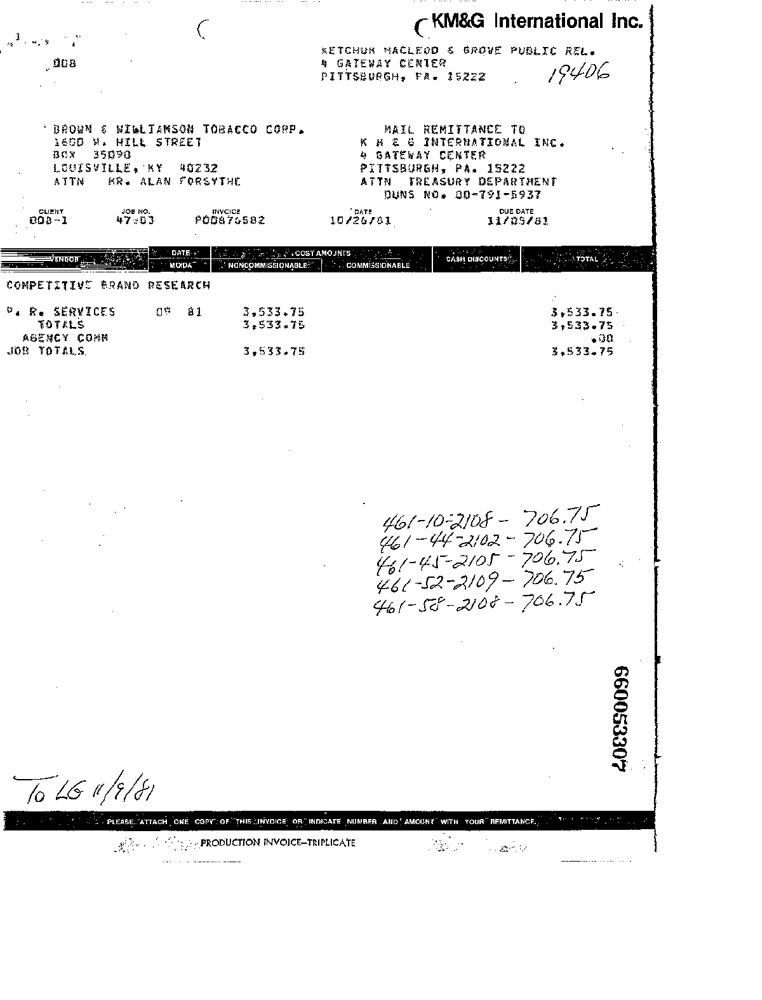 KM&G International Inc.
KETCHUM MACLEOD & GROVE PUBLIC REL.
4 GATEWAY CENTER
PITTSBURGH, PA. 15222
19406
008
BROWN & WILLIAMSON TOBACCO CORP.
1600 W. HILL STREET
BOX 35090
LOUISVILLE, KY 40232
ATTN MR. ALAN FORSYTHE
MAIL REMITTANCE TO
K M & G INTERNATIONAL INC.
4 GATEWAY CENTER
PITTSBURGH, PA. 15222
ATTN TREASURY DEPARTMENT
DUNS NO. 00-791-5937
CLIENT JOB NO. INVOICE DATE DUE DATE
008-1 P00876582 10/26/81 11/05/81
VENDOR DATE MO/DA COST AMOUNTS NONCOMMISSIONABLE COMMISSIONABLE CASH DISCOUNTS TOTAL
COMPETITIVE BRAND RESEARCH
P. R. SERVICES 09 81 3,533.75 3,533.75
TOTALS 3,533.75 3,533.75
AGENCY COMM .00
JOB TOTALS 3,533.75 3,533.75
461-10-2108 - 706.75
461-44-2102 - 706.75
461-45-2105 - 706.75
461-52-2109 - 706.75
461-58-2108 - 706.75
660053307
To LG 11/9/81
PLEASE ATTACH ONE COPY OF THIS INVOICE OR INDICATE NUMBER AND AMOUNT WITH YOUR REMITTANCE.
PRODUCTION INVOICE-TRIPLICATE